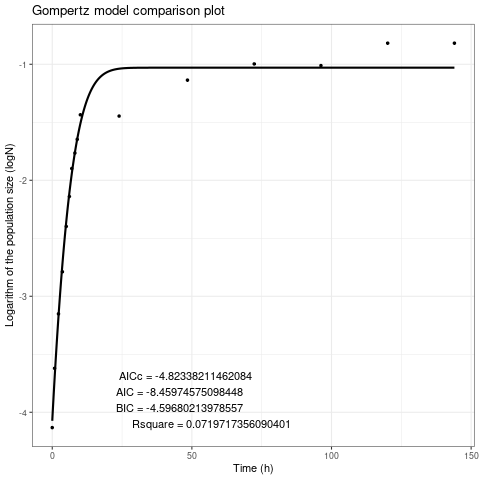 Gompertz model comparison plot
Logarithm of the population size (logN)
-1
-2
-3
-4
AICc = -4.82338211462084
AIC = -8.45974575098448
BIC = -4.59680213978557
Rsquare = 0.0719717356090401
0 50 100 150
Time (h)